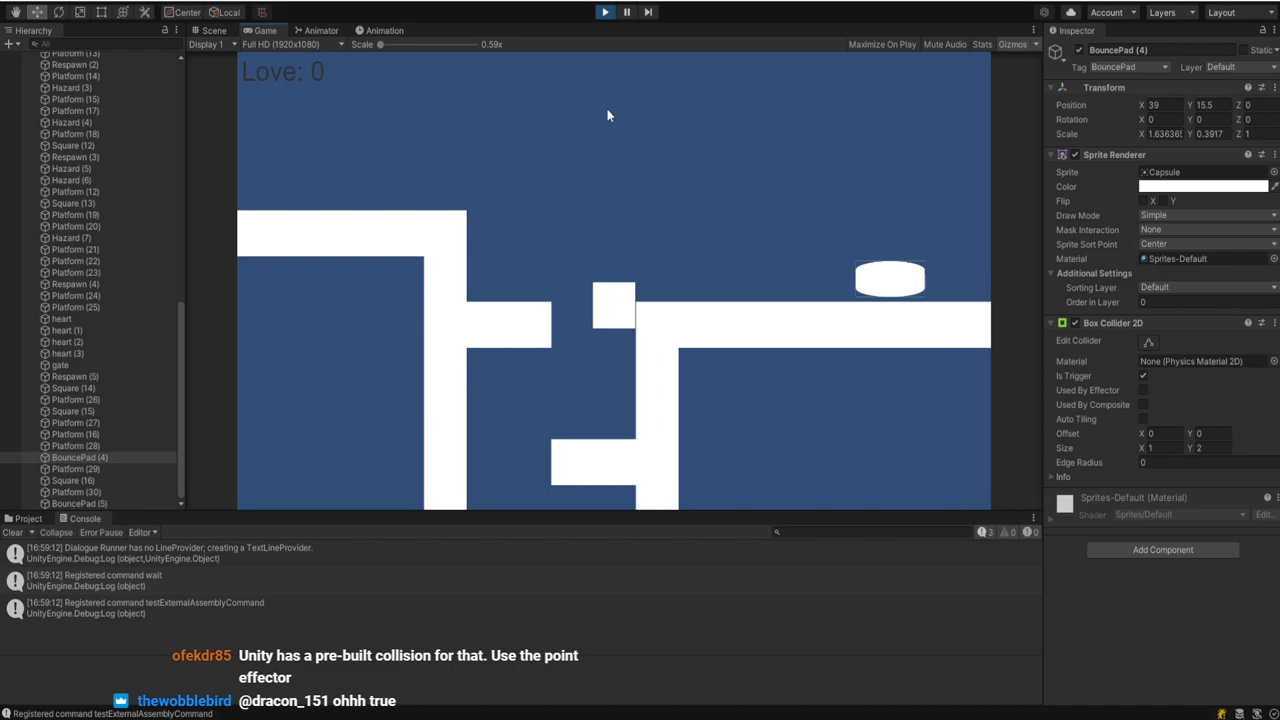 Center
Local
Account
Layers
Layout
Hierarchy
Scene
Game
Animator
Animation
Inspector
All
Display 1
Full HD (1920x1080)
Scale
0.59x
Maximize On Play
Mute Audio
Stats
Gizmos
Platform (13)
Respawn (2)
Platform (14)
Hazard (3)
Platform (15)
Platform (17)
Hazard (4)
Platform (18)
Square (12)
Respawn (3)
Hazard (5)
Hazard (6)
Platform (12)
Square (13)
Platform (19)
Platform (20)
Hazard (7)
Platform (21)
Platform (22)
Platform (23)
Respawn (4)
Platform (24)
Platform (25)
heart
heart (1)
heart (2)
heart (3)
gate
Respawn (5)
Square (14)
Platform (26)
Square (15)
Platform (27)
Platform (16)
Platform (28)
BouncePad (4)
Platform (29)
Square (16)
Platform (30)
BouncePad (5)
Love: 0
BouncePad (4)
Static
Tag BouncePad Layer Default
Transform
Position X 39 Y 15.5 Z 0
Rotation X 0 Y 0 Z 0
Scale X 1.636365 Y 0.3917 Z 1
Sprite Renderer
Sprite Capsule
Color
Flip X Y
Draw Mode Simple
Mask Interaction None
Sprite Sort Point Center
Material Sprites-Default
Additional Settings
Sorting Layer Default
Order in Layer 0
Box Collider 2D
Edit Collider
Material None (Physics Material 2D)
Is Trigger
Used By Effector
Used By Composite
Auto Tiling
Offset X 0 Y 0
Size X 1 Y 2
Edge Radius 0
Info
Sprites-Default (Material)
Shader Sprites/Default Edit...
Add Component
Project
Console
Clear Collapse Error Pause Editor
3 0 0
[16:59:12] Dialogue Runner has no LineProvider; creating a TextLineProvider.
UnityEngine.Debug:Log (object,UnityEngine.Object)
[16:59:12] Registered command wait
UnityEngine.Debug:Log (object)
[16:59:12] Registered command testExternalAssemblyCommand
UnityEngine.Debug:Log (object)
ofekdr85 Unity has a pre-built collision for that. Use the point
effector
thewobblebird @dracon_151 ohhh true
Registered command testExternalAssemblyCommand